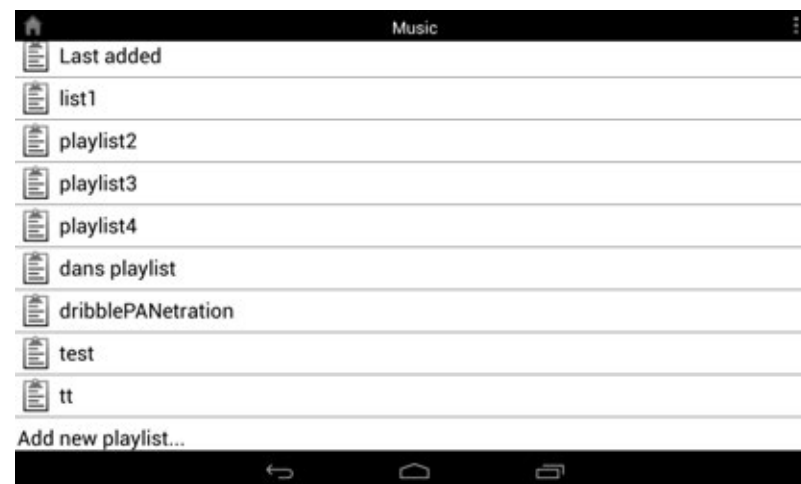 Music
Last added
list1
playlist2
playlist3
playlist4
dans playlist
dribblePANetration
test
tt
Add new playlist...